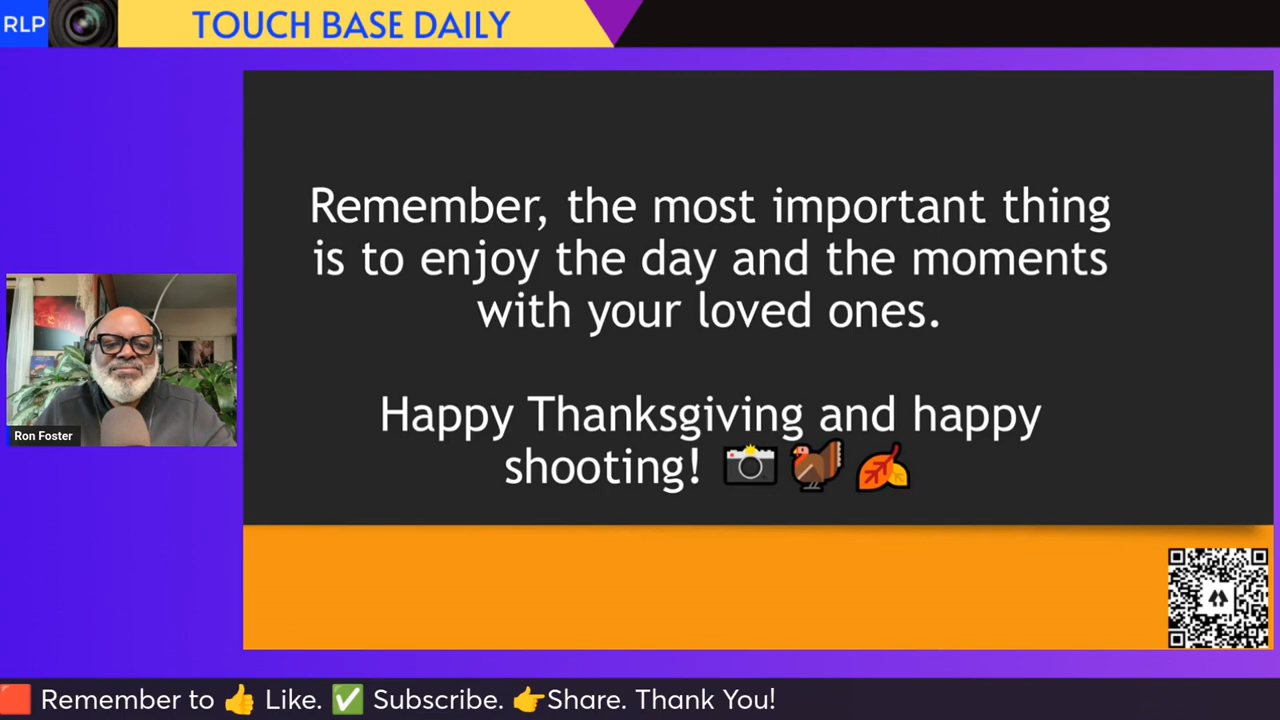 RLP
TOUCH BASE DAILY
Remember, the most important thing
is to enjoy the day and the moments
with your loved ones.
Happy Thanksgiving and happy
shooting! 📷🦃🍂
Ron Foster
🟥 Remember to 👍 Like. ✅ Subscribe. 👉Share. Thank You!